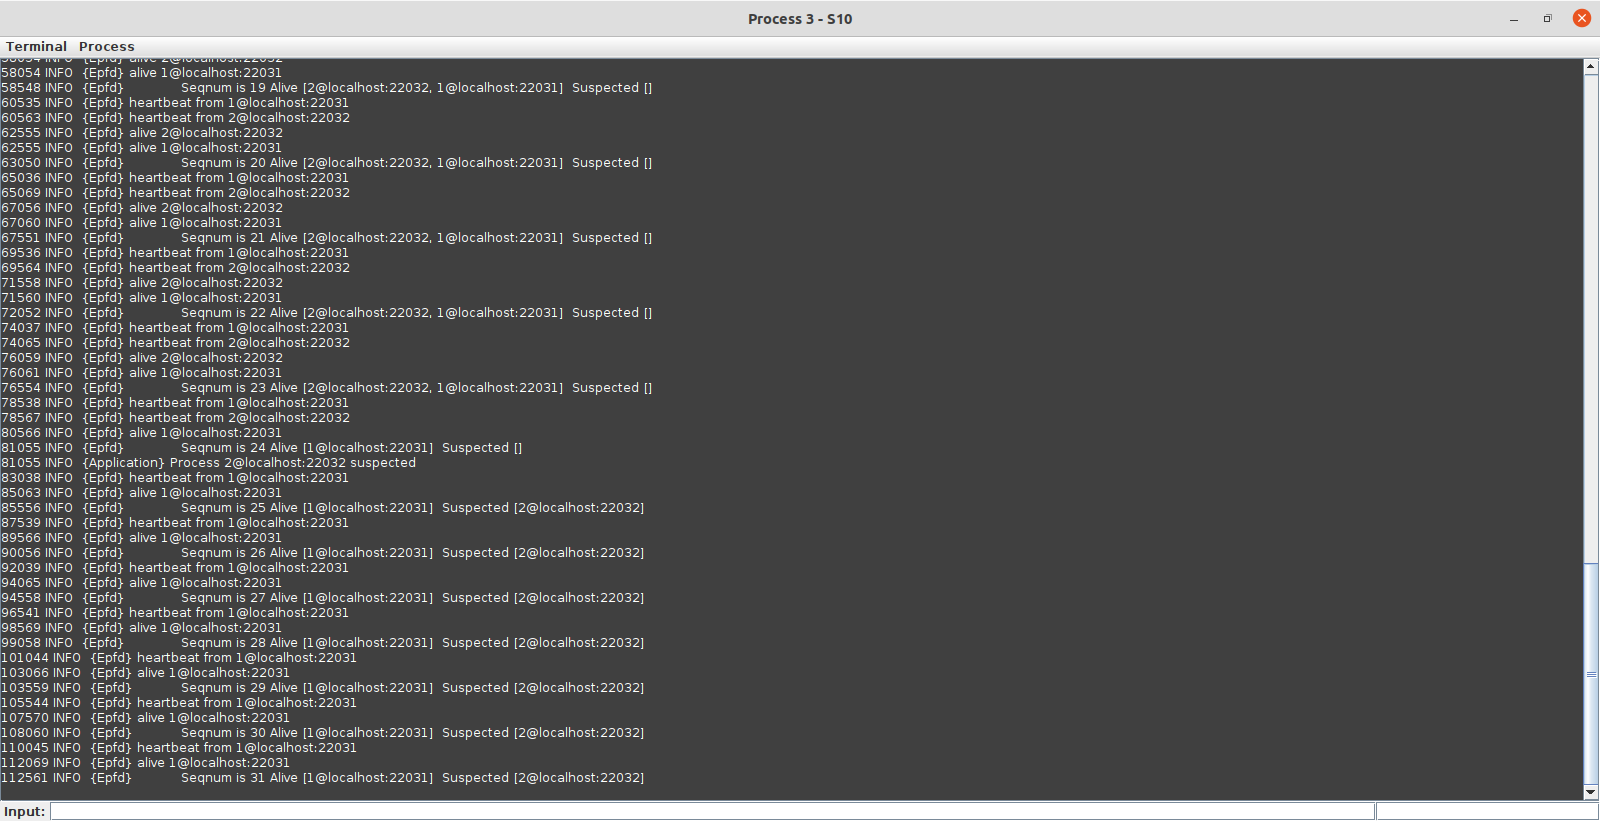 Process 3 - S10
Terminal Process
58054 INFO {Epfd} alive 2@localhost:22032
58054 INFO {Epfd} alive 1@localhost:22031
58548 INFO {Epfd} Seqnum is 19 Alive [2@localhost:22032, 1@localhost:22031] Suspected []
60535 INFO {Epfd} heartbeat from 1@localhost:22031
60563 INFO {Epfd} heartbeat from 2@localhost:22032
62555 INFO {Epfd} alive 2@localhost:22032
62555 INFO {Epfd} alive 1@localhost:22031
63050 INFO {Epfd} Seqnum is 20 Alive [2@localhost:22032, 1@localhost:22031] Suspected []
65036 INFO {Epfd} heartbeat from 1@localhost:22031
65069 INFO {Epfd} heartbeat from 2@localhost:22032
67056 INFO {Epfd} alive 2@localhost:22032
67060 INFO {Epfd} alive 1@localhost:22031
67551 INFO {Epfd} Seqnum is 21 Alive [2@localhost:22032, 1@localhost:22031] Suspected []
69536 INFO {Epfd} heartbeat from 1@localhost:22031
69564 INFO {Epfd} heartbeat from 2@localhost:22032
71558 INFO {Epfd} alive 2@localhost:22032
71560 INFO {Epfd} alive 1@localhost:22031
72052 INFO {Epfd} Seqnum is 22 Alive [2@localhost:22032, 1@localhost:22031] Suspected []
74037 INFO {Epfd} heartbeat from 1@localhost:22031
74065 INFO {Epfd} heartbeat from 2@localhost:22032
76059 INFO {Epfd} alive 2@localhost:22032
76061 INFO {Epfd} alive 1@localhost:22031
76554 INFO {Epfd} Seqnum is 23 Alive [2@localhost:22032, 1@localhost:22031] Suspected []
78538 INFO {Epfd} heartbeat from 1@localhost:22031
78567 INFO {Epfd} heartbeat from 2@localhost:22032
80566 INFO {Epfd} alive 1@localhost:22031
81055 INFO {Epfd} Seqnum is 24 Alive [1@localhost:22031] Suspected []
81055 INFO {Application} Process 2@localhost:22032 suspected
83038 INFO {Epfd} heartbeat from 1@localhost:22031
85063 INFO {Epfd} alive 1@localhost:22031
85556 INFO {Epfd} Seqnum is 25 Alive [1@localhost:22031] Suspected [2@localhost:22032]
87539 INFO {Epfd} heartbeat from 1@localhost:22031
89566 INFO {Epfd} alive 1@localhost:22031
90056 INFO {Epfd} Seqnum is 26 Alive [1@localhost:22031] Suspected [2@localhost:22032]
92039 INFO {Epfd} heartbeat from 1@localhost:22031
94065 INFO {Epfd} alive 1@localhost:22031
94558 INFO {Epfd} Seqnum is 27 Alive [1@localhost:22031] Suspected [2@localhost:22032]
96541 INFO {Epfd} heartbeat from 1@localhost:22031
98569 INFO {Epfd} alive 1@localhost:22031
99058 INFO {Epfd} Seqnum is 28 Alive [1@localhost:22031] Suspected [2@localhost:22032]
101044 INFO {Epfd} heartbeat from 1@localhost:22031
103066 INFO {Epfd} alive 1@localhost:22031
103559 INFO {Epfd} Seqnum is 29 Alive [1@localhost:22031] Suspected [2@localhost:22032]
105544 INFO {Epfd} heartbeat from 1@localhost:22031
107570 INFO {Epfd} alive 1@localhost:22031
108060 INFO {Epfd} Seqnum is 30 Alive [1@localhost:22031] Suspected [2@localhost:22032]
110045 INFO {Epfd} heartbeat from 1@localhost:22031
112069 INFO {Epfd} alive 1@localhost:22031
112561 INFO {Epfd} Seqnum is 31 Alive [1@localhost:22031] Suspected [2@localhost:22032]
Input: